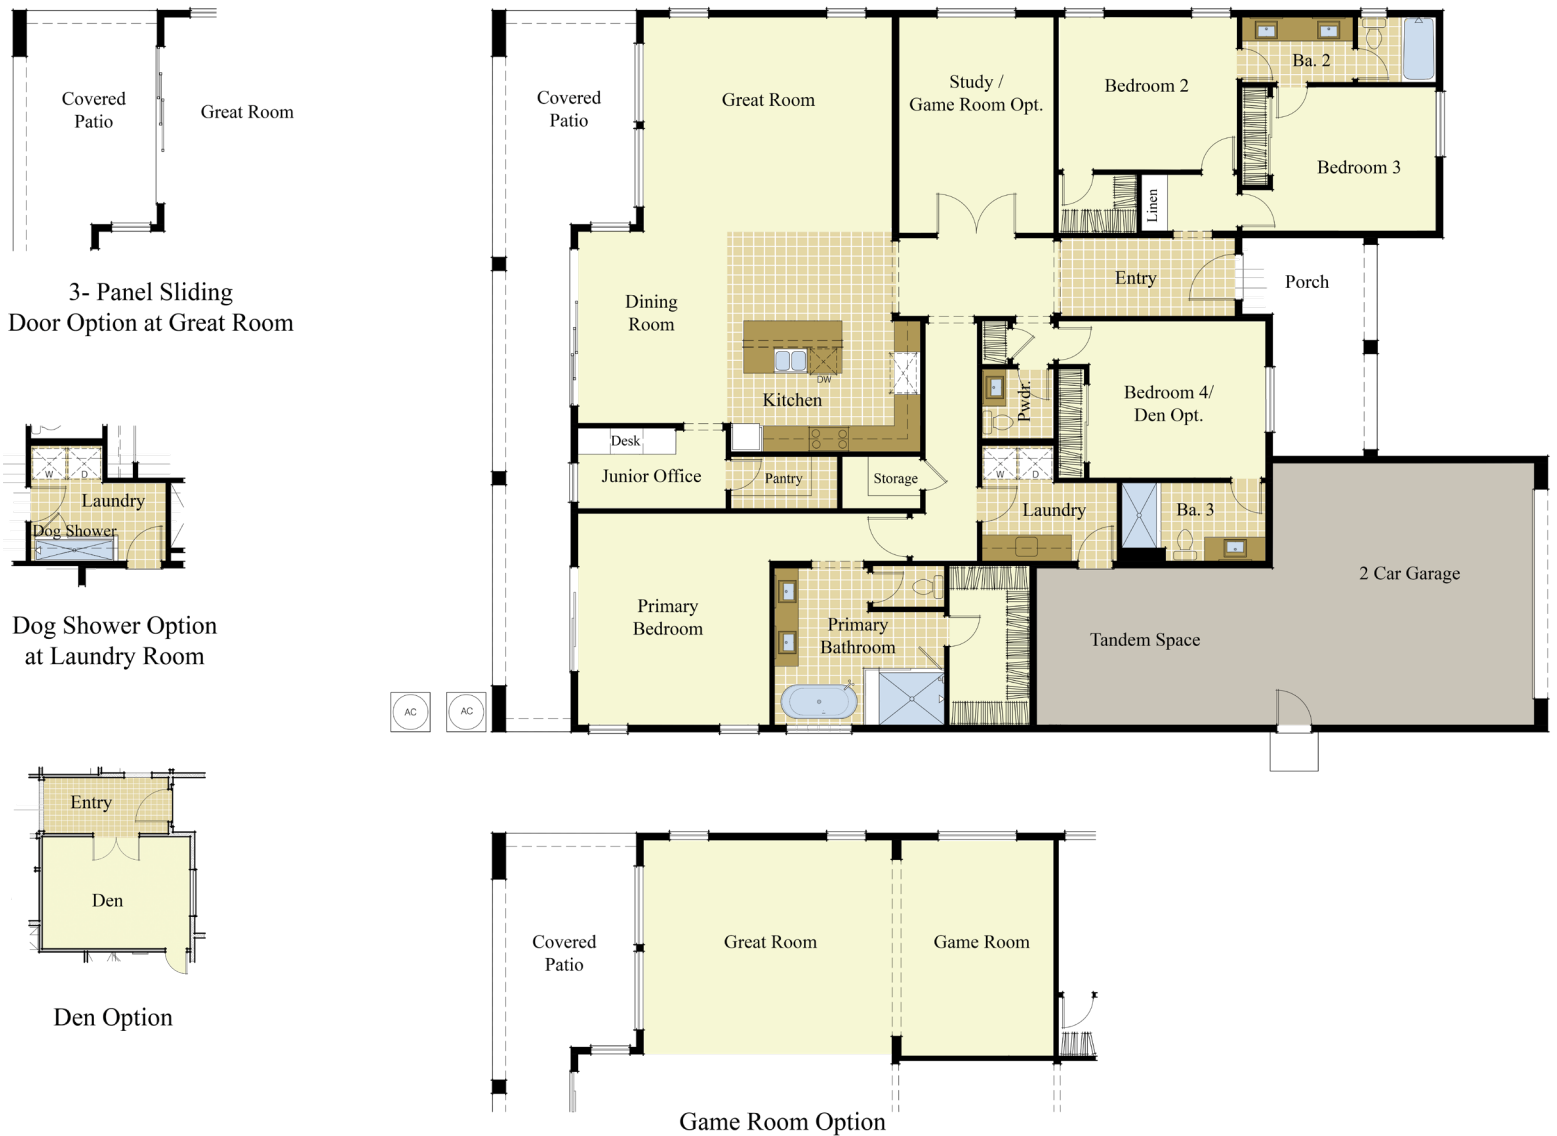 Covered
Patio
Great Room
3- Panel Sliding
Door Option at Great Room
W
D
Laundry
Dog Shower
Dog Shower Option
at Laundry Room
Entry
Den
Den Option
Covered
Patio
Great Room
Study /
Game Room Opt.
Bedroom 2
Ba. 2
Bedroom 3
Linen
Entry
Porch
Dining
Room
DW
Kitchen
Pwdr.
Bedroom 4/
Den Opt.
Desk
Junior Office
Pantry
Storage
W
D
Laundry
Ba. 3
2 Car Garage
Tandem Space
Primary
Bedroom
Primary
Bathroom
AC
AC
Covered
Patio
Great Room
Game Room
Game Room Option